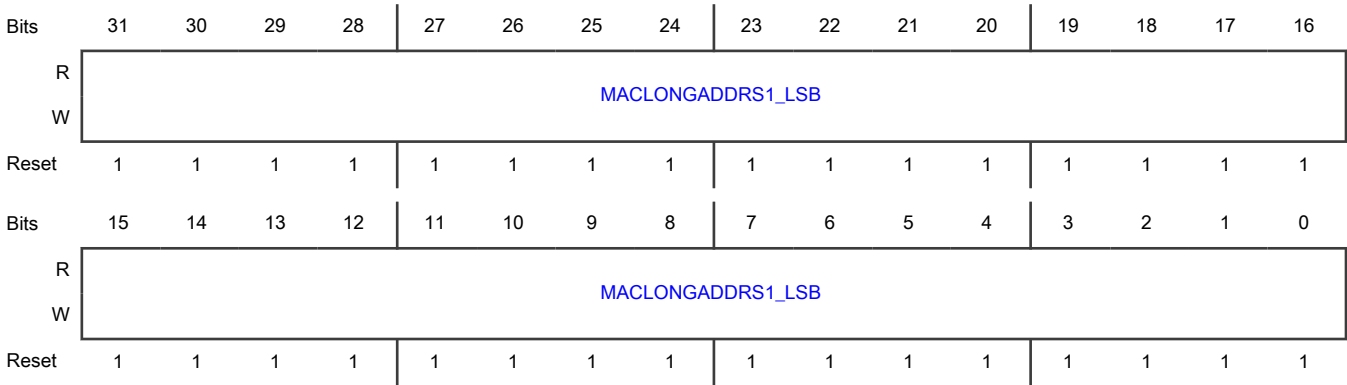 Bits 31 30 29 28 27 26 25 24 23 22 21 20 19 18 17 16
R
MACLONGADDRS1_LSB
W
Reset 1 1 1 1 1 1 1 1 1 1 1 1 1 1 1 1
Bits 15 14 13 12 11 10 9 8 7 6 5 4 3 2 1 0
R
MACLONGADDRS1_LSB
W
Reset 1 1 1 1 1 1 1 1 1 1 1 1 1 1 1 1